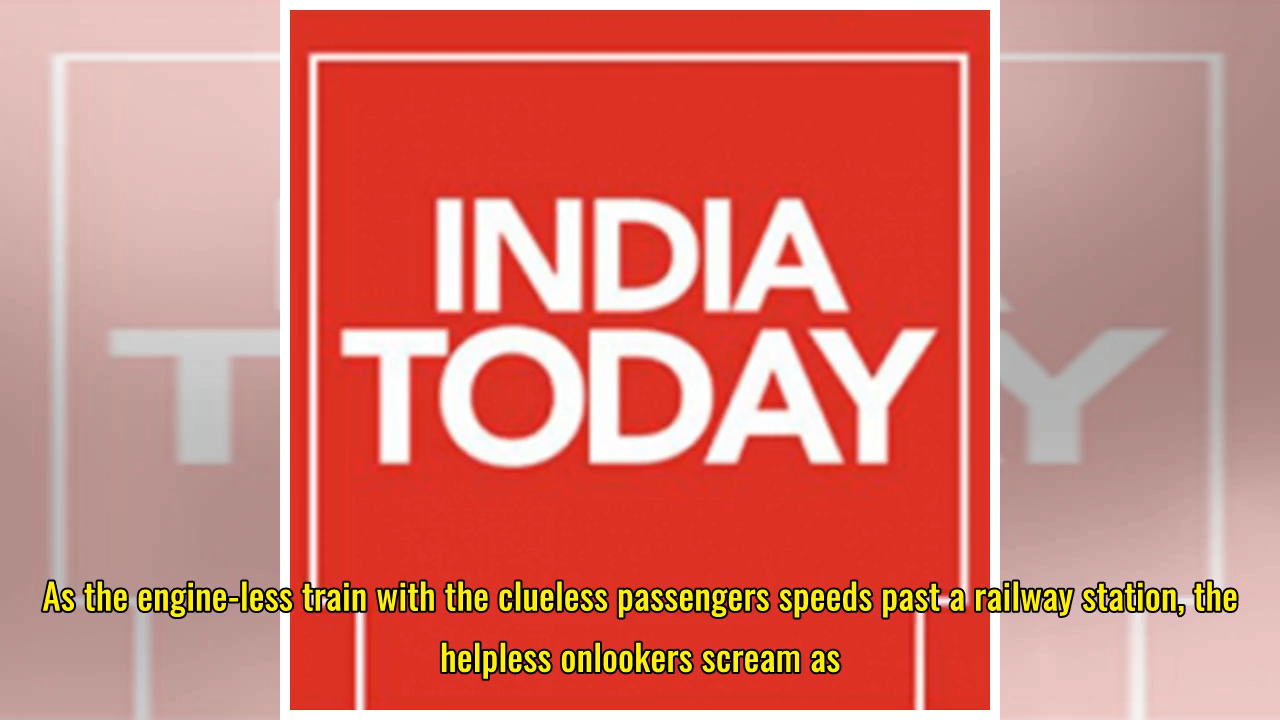 INDIA
TODAY
As the engine-less train with the clueless passengers speeds past a railway station, the
helpless onlookers scream as